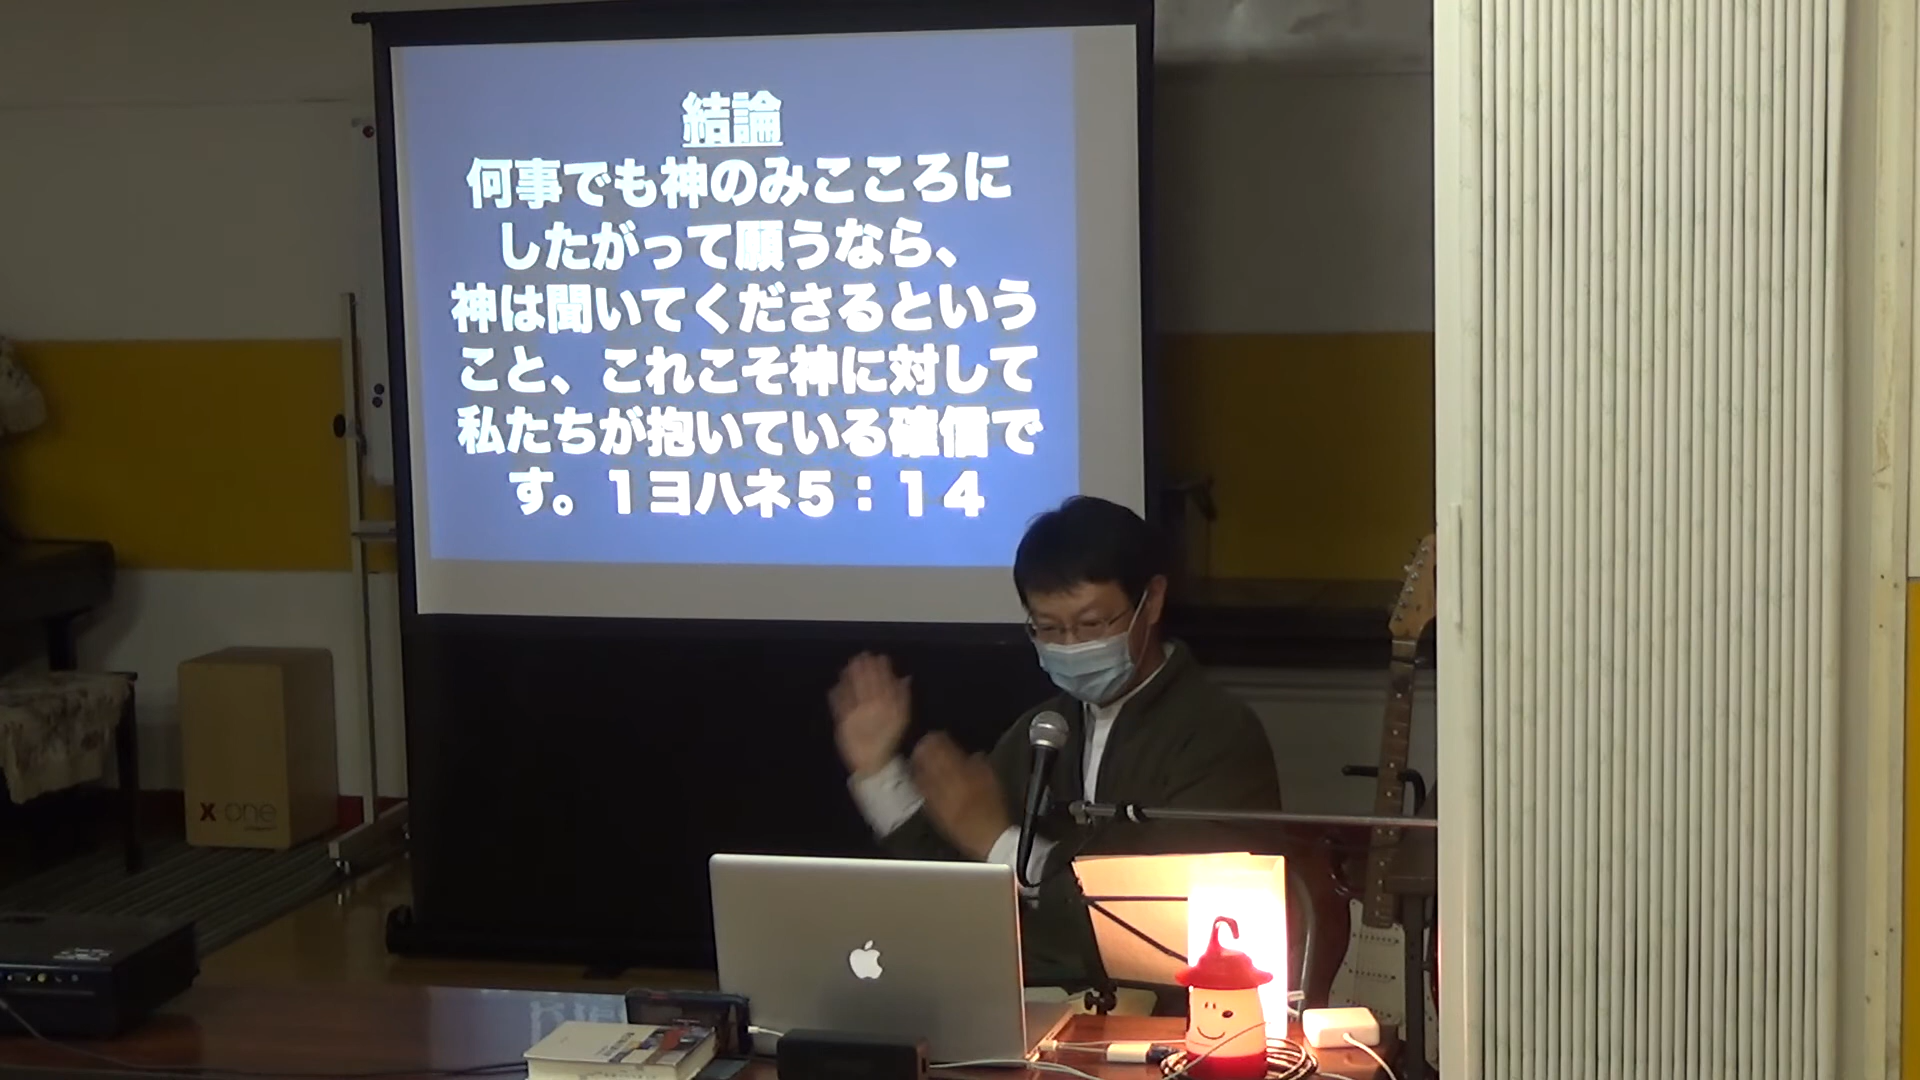 結論
何事でも神のみこころに
したがって願うなら、
神は聞いてくださるという
こと、これこそ神に対して
私たちが抱いている確信で
す。1ヨハネ5:14
x-one